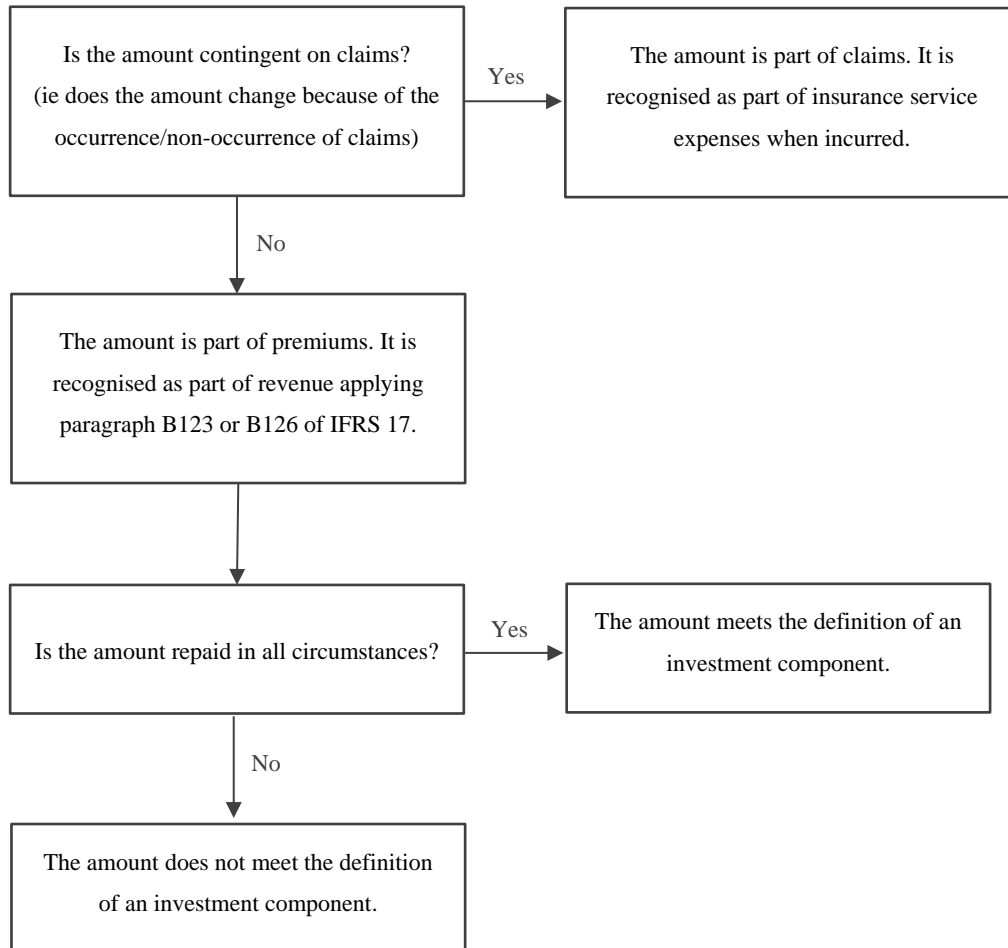 Is the amount contingent on claims?
(ie does the amount change because of the
occurrence/non-occurrence of claims)
Yes
The amount is part of claims. It is
recognised as part of insurance service
expenses when incurred.
No
The amount is part of premiums. It is
recognised as part of revenue applying
paragraph B123 or B126 of IFRS 17.
Is the amount repaid in all circumstances?
Yes
The amount meets the definition of an
investment component.
No
The amount does not meet the definition
of an investment component.